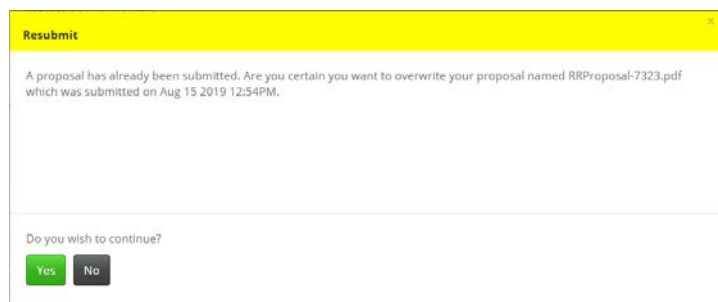 Resubmit
A proposal has already been submitted. Are you certain you want to overwrite your proposal named RRProposal-7323.pdf
which was submitted on Aug 15 2019 12:54PM.
Do you wish to continue?
Yes No